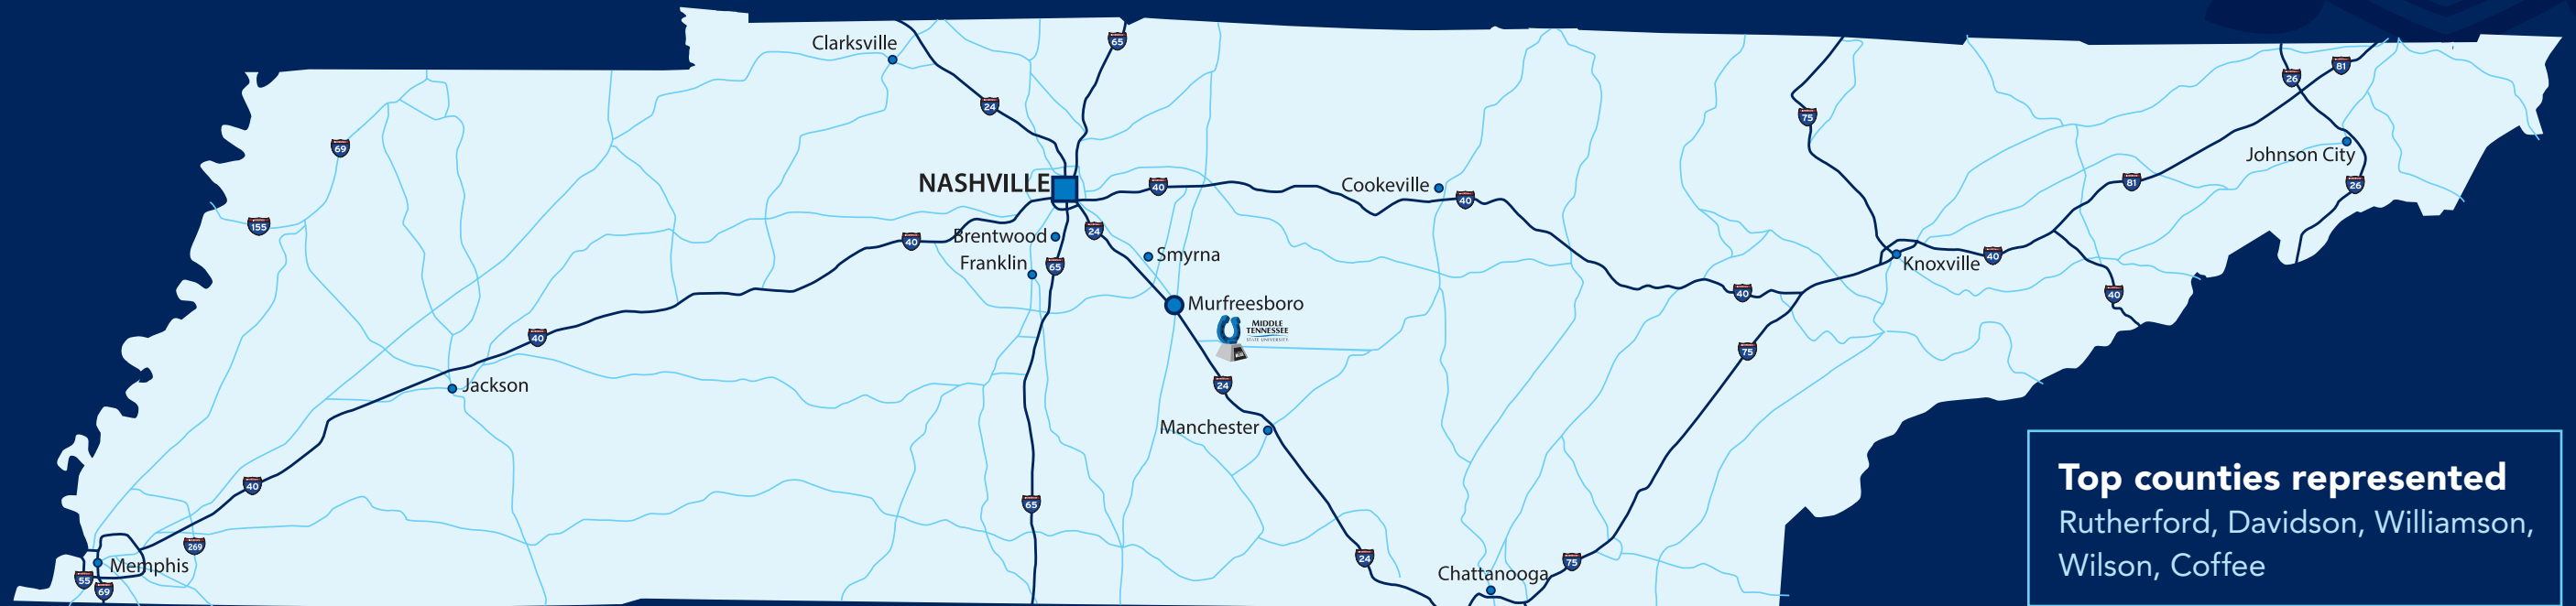 Clarksville
65
24
69
81
26
75
Johnson City
81
26
NASHVILLE
40
Cookeville
40
155
40
Brentwood
24
Franklin
65
Smyrna
Knoxville
40
40
40
Murfreesboro
MIDDLE
TENNESSEE
STATE UNIVERSITY
40
75
Jackson
24
Manchester
40
65
269
Memphis
55
69
24
75
Chattanooga
Top counties represented
Rutherford, Davidson, Williamson,
Wilson, Coffee